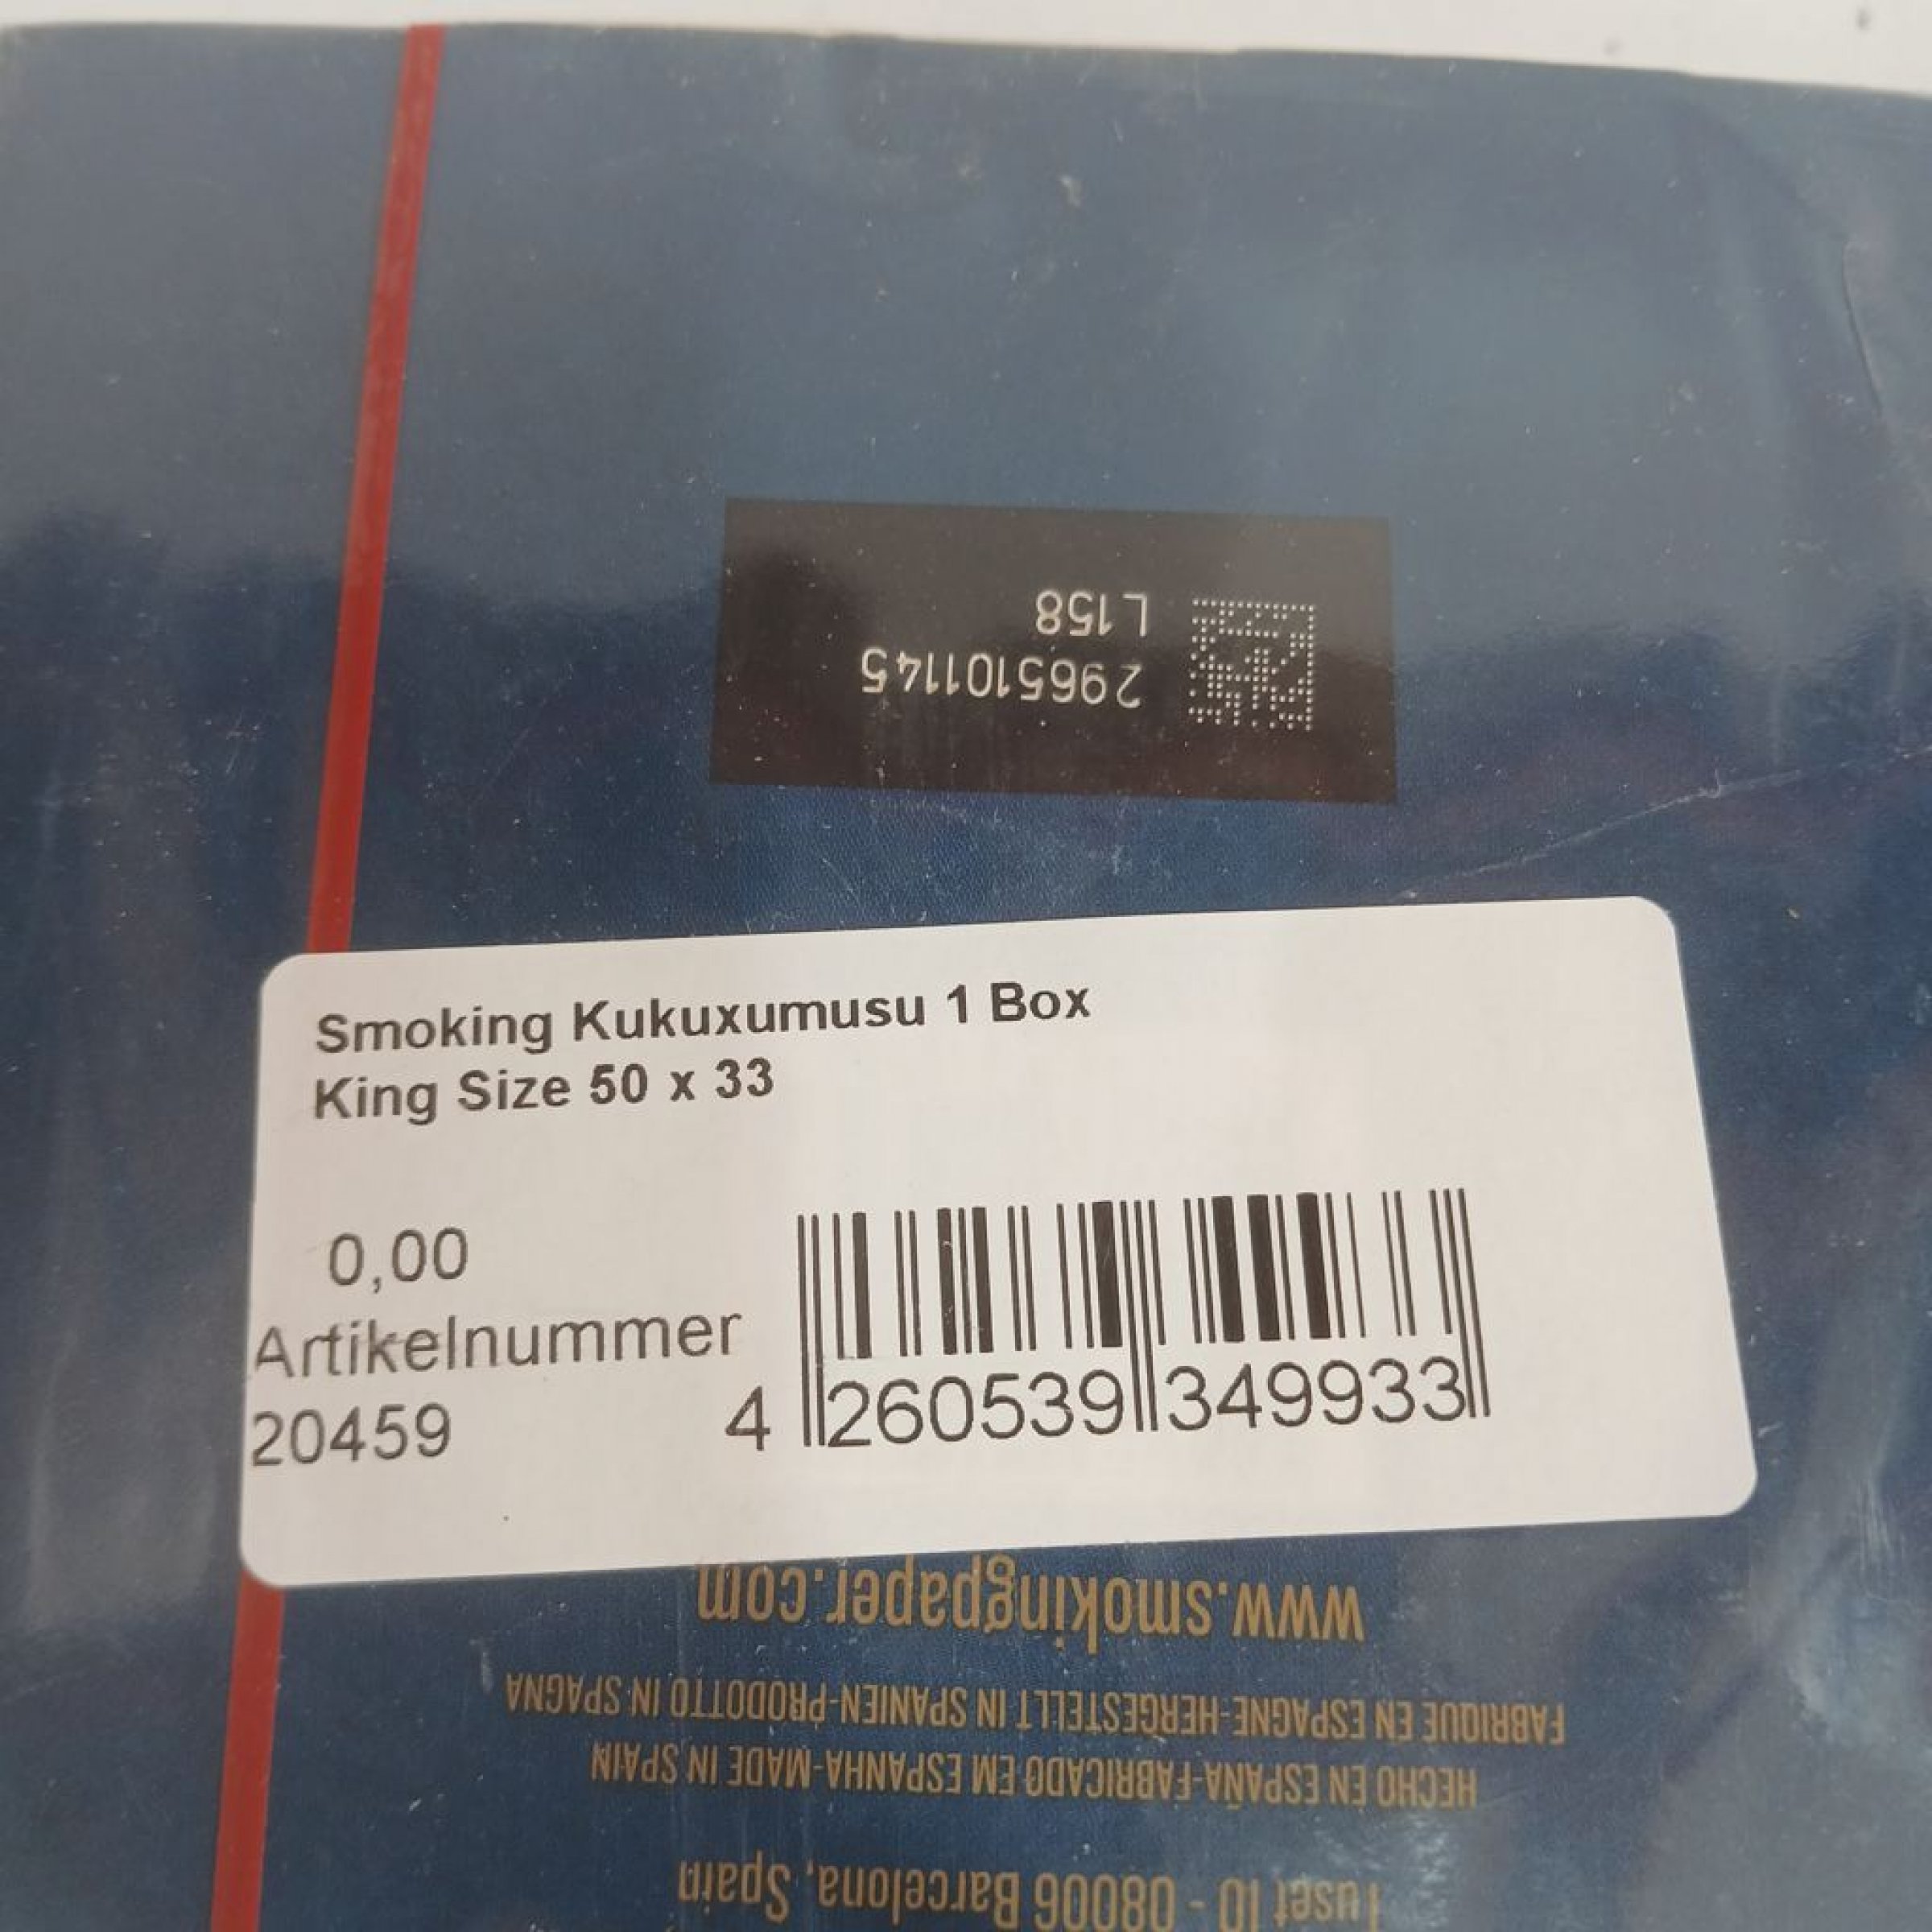 L158
2965101145
Smoking Kukuxumusu 1 Box
King Size 50 x 33
0,00
Artikelnummer
20459
4 260539 349933
www.smokingpaper.com
FABRIQUE EN ESPAGNE-HERGESTELLT IN SPANIEN-PRODOTTO IN SPAGNA
HECHO EN ESPAÑA-FABRICADO EM ESPANHA-MADE IN SPAIN
Tuset 10 - 08006 Barcelona, Spain